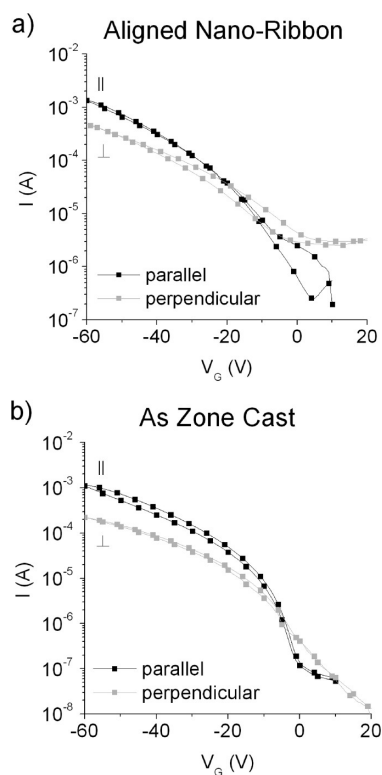 a) Aligned Nano-Ribbon
10⁻²
10⁻³
10⁻⁴
10⁻⁵
10⁻⁶
10⁻⁷
I (A)
||
⊥
parallel
perpendicular
-60 -40 -20 0 20
V_G (V)
b) As Zone Cast
10⁻²
10⁻³
10⁻⁴
10⁻⁵
10⁻⁶
10⁻⁷
10⁻⁸
I (A)
||
⊥
parallel
perpendicular
-60 -40 -20 0 20
V_G (V)